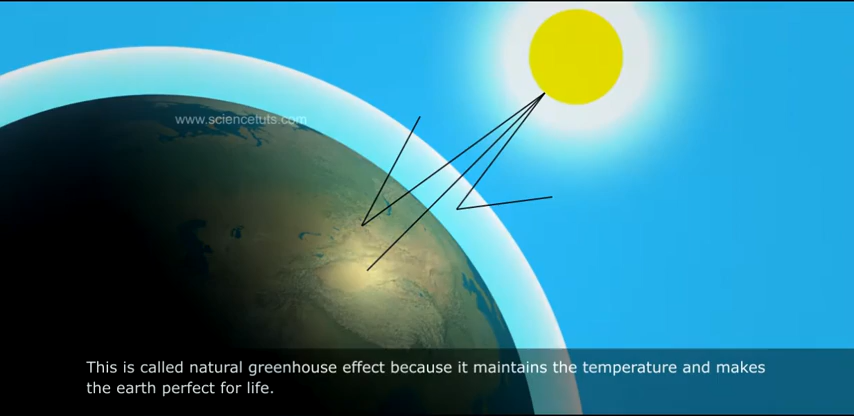 www.sciencetuts.com
This is called natural greenhouse effect because it maintains the temperature and makes
the earth perfect for life.